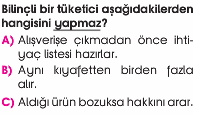 Bilinçli bir tüketici aşağıdakilerden
hangisini yapmaz?
A) Alışverişe çıkmadan önce ihti-
yaç listesi hazırlar.
B) Aynı kıyafetten birden fazla
alır.
C) Aldığı ürün bozuksa hakkını arar.